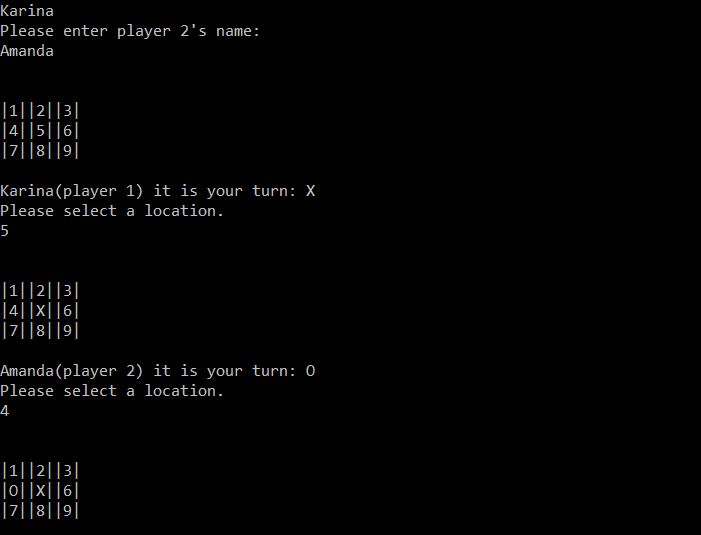 Karina
Please enter player 2's name:
Amanda
|1||2||3|
|4||5||6|
|7||8||9|
Karina(player 1) it is your turn: X
Please select a location.
5
|1||2||3|
|4||X||6|
|7||8||9|
Amanda(player 2) it is your turn: O
Please select a location.
4
|1||2||3|
|O||X||6|
|7||8||9|